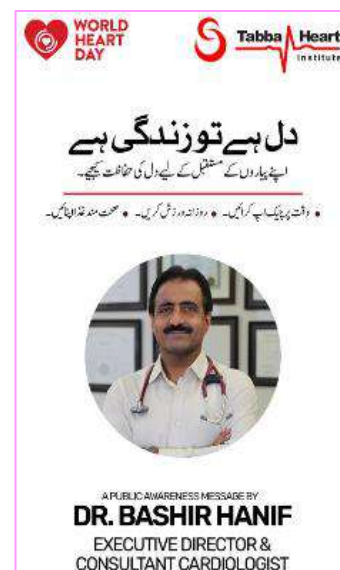 WORLD
HEART
DAY
Tabba Heart
Institute
دل ہے تو زندگی ہے
اپنے پیاروں کے مستقبل کے لیے دل کی حفاظت کیجیے۔
• وقت پر چیک اپ کرائیں۔ • روزانہ ورزش کریں۔ • صحت مند غذا اپنائیں۔
A PUBLIC AWARENESS MESSAGE BY
DR. BASHIR HANIF
EXECUTIVE DIRECTOR &
CONSULTANT CARDIOLOGIST